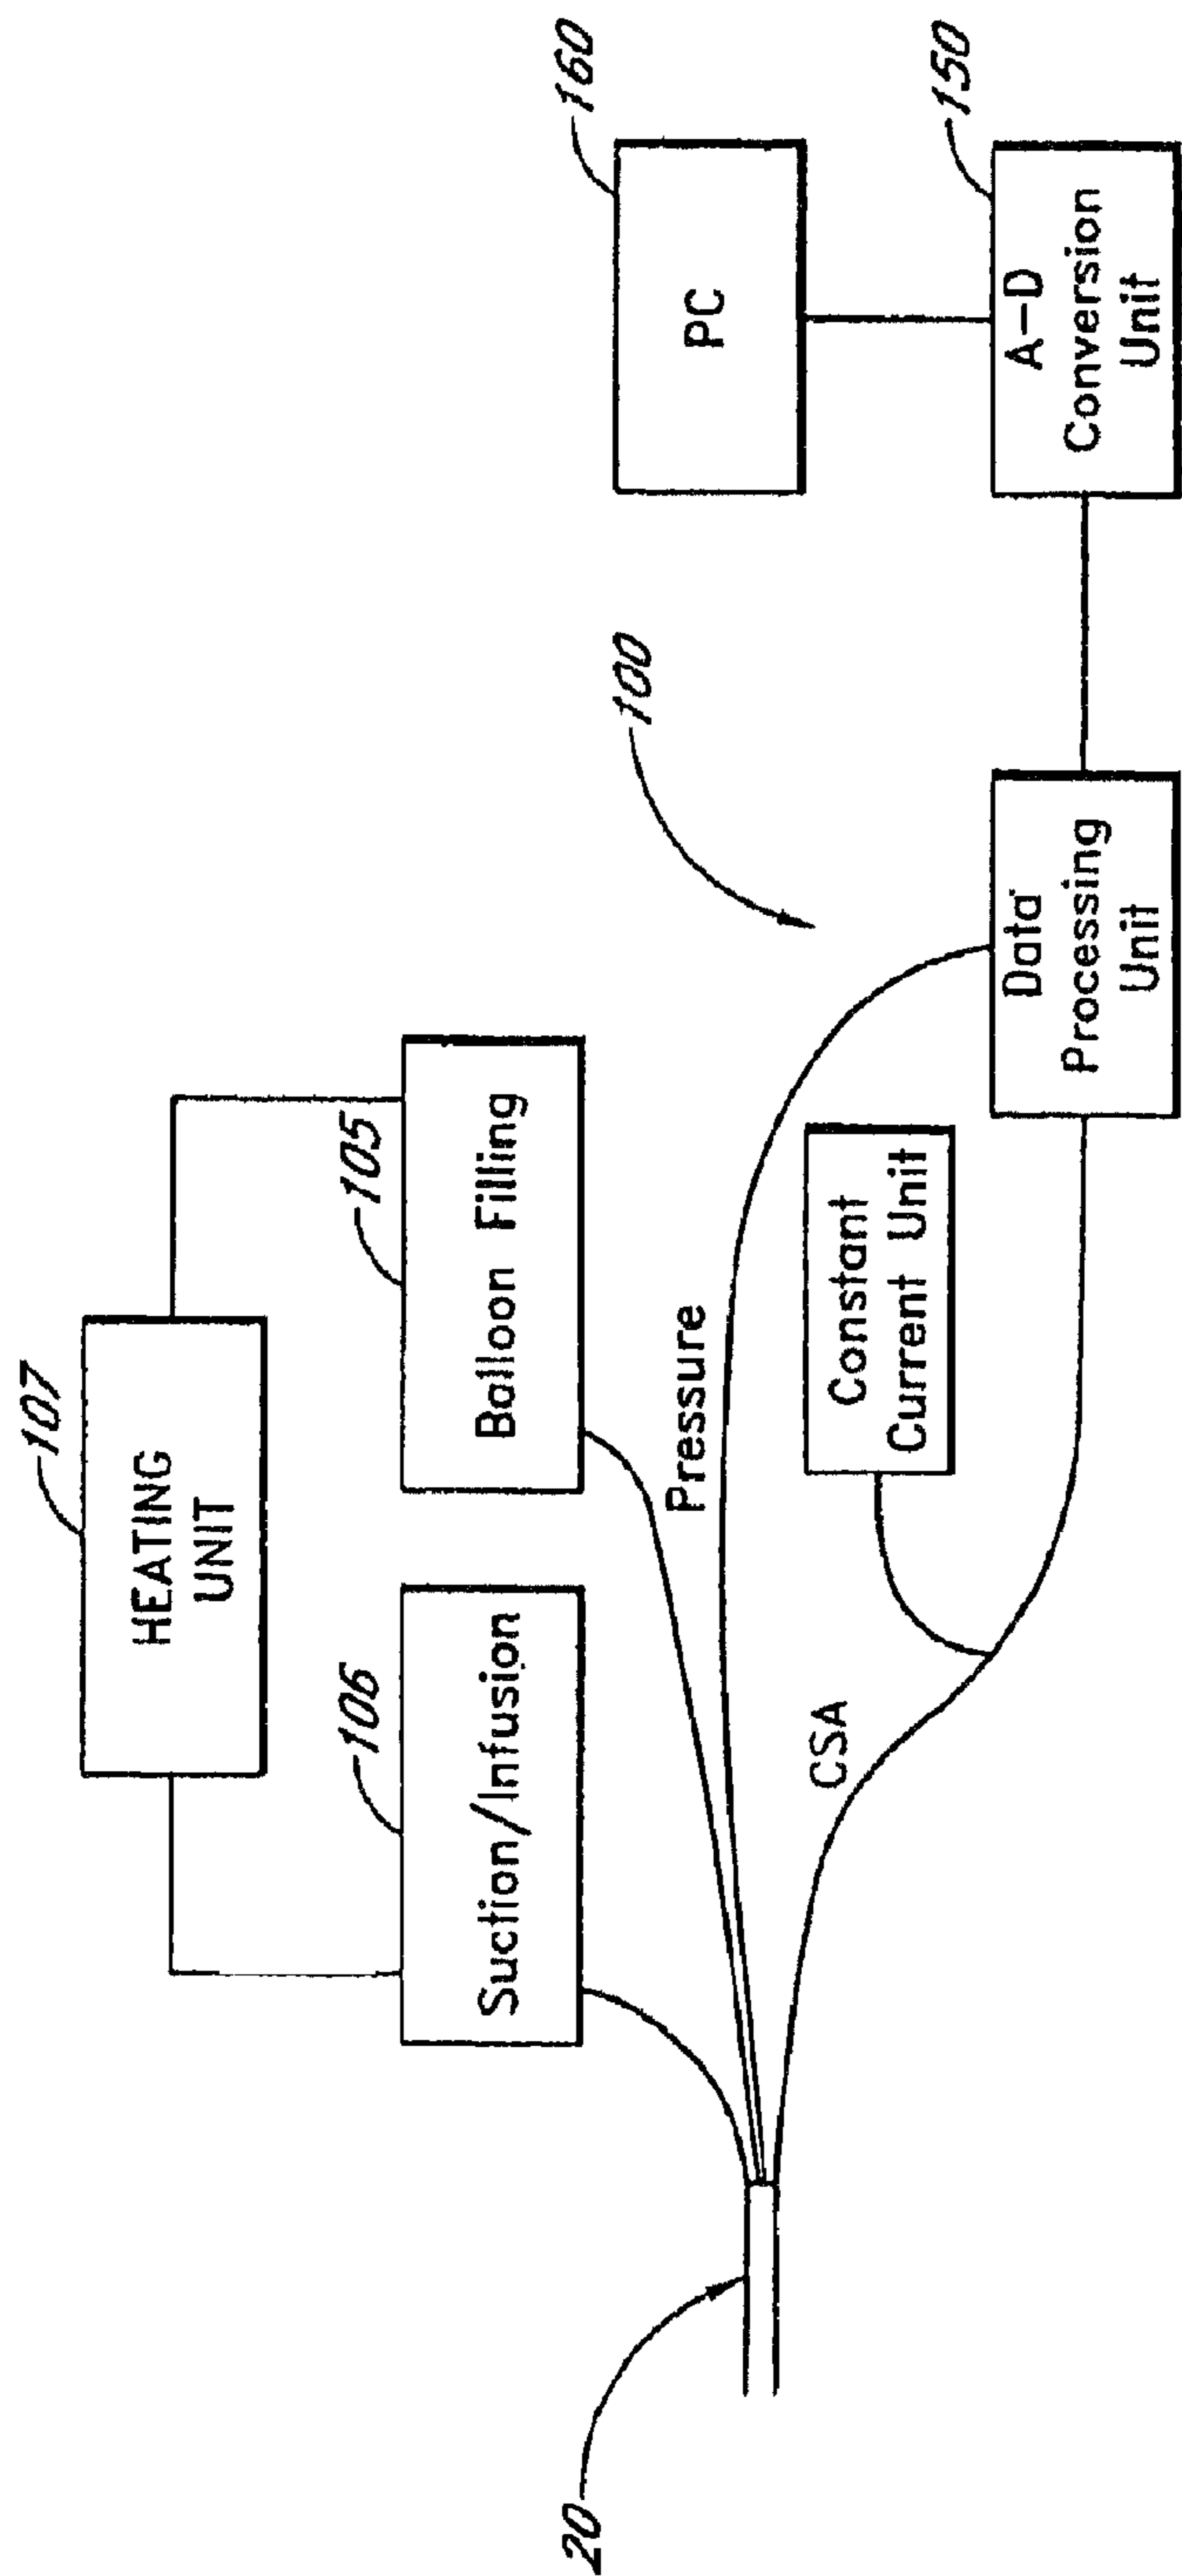 107
HEATING
UNIT
106
Suction/Infusion
105
Balloon Filling
160
PC
100
Pressure
Constant
Current Unit
CSA
20
Data
Processing
Unit
150
A-D
Conversion
Unit